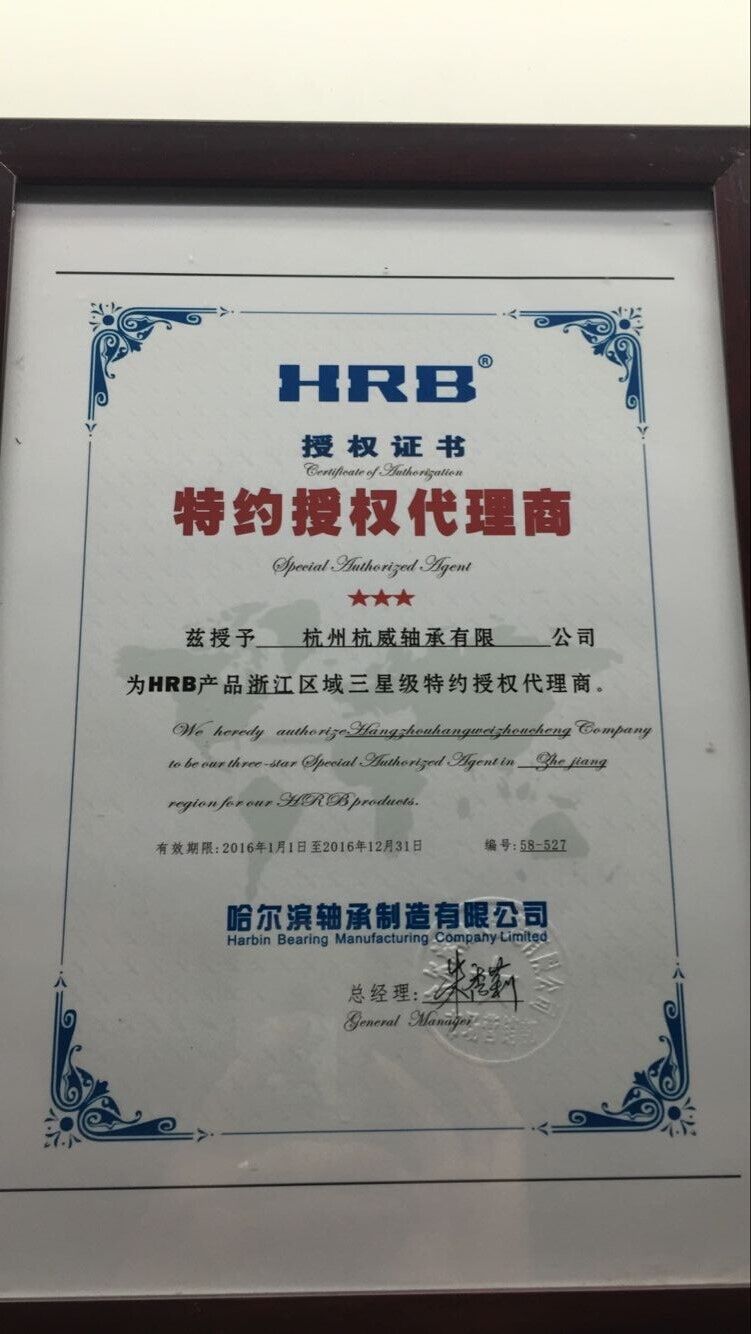 HRB®
授权证书
Certificate of Authorization
特约授权代理商
Special Authorized Agent
★★★
兹授予 杭州杭威轴承有限 公司
为HRB产品浙江区域三星级特约授权代理商。
We heredy authorize Hangzhouhangweizhoucheng Company
to be our three-star Special Authorized Agent in Zhe jiang
region for our HRB products.
有效期限:2016年1月1日至2016年12月31日 编号:58-527
哈尔滨轴承制造有限公司
Harbin Bearing Manufacturing Company Limited
总经理:
General Manager